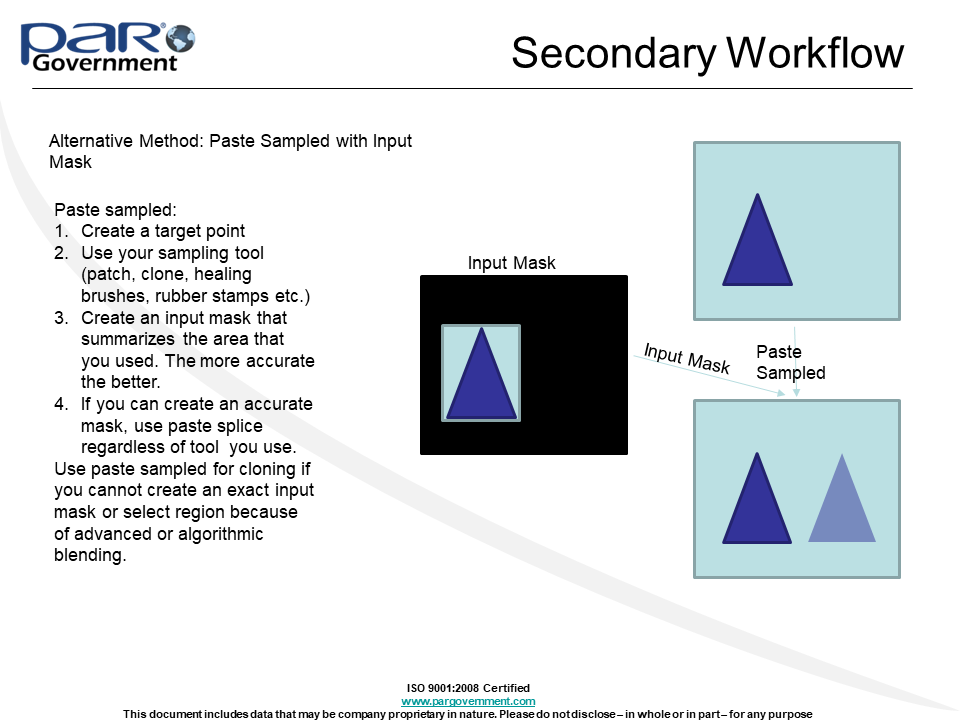 PAR
Government
Secondary Workflow
Alternative Method: Paste Sampled with Input
Mask
Paste sampled:
1. Create a target point
2. Use your sampling tool
(patch, clone, healing
brushes, rubber stamps etc.)
3. Create an input mask that
summarizes the area that
you used. The more accurate
the better.
4. If you can create an accurate
mask, use paste splice
regardless of tool you use.
Use paste sampled for cloning if
you cannot create an exact input
mask or select region because
of advanced or algorithmic
blending.
Input Mask
Input Mask
Paste
Sampled
ISO 9001:2008 Certified
www.pargovernment.com
This document includes data that may be company proprietary in nature. Please do not disclose – in whole or in part – for any purpose